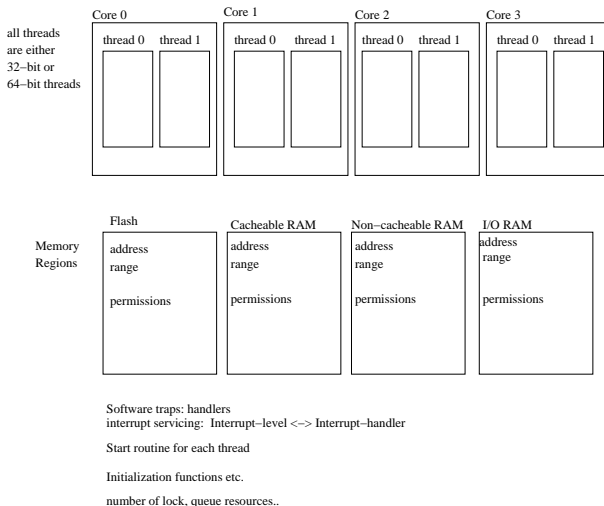 Core 0
Core 1
Core 2
Core 3
all threads
are either
32−bit or
64−bit threads
thread 0
thread 1
thread 0
thread 1
thread 0
thread 1
thread 0
thread 1
Memory
Regions
Flash
address
range
permissions
Cacheable RAM
address
range
permissions
Non−cacheable RAM
address
range
permissions
I/O RAM
address
range
permissions
Software traps: handlers
interrupt servicing: Interrupt−level <−> Interrupt−handler
Start routine for each thread
Initialization functions etc.
number of lock, queue resources..